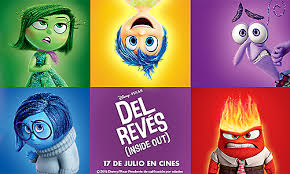 Disney·PIXAR
DEL
REVÉS
(INSIDE OUT)
17 DE JULIO EN CINES